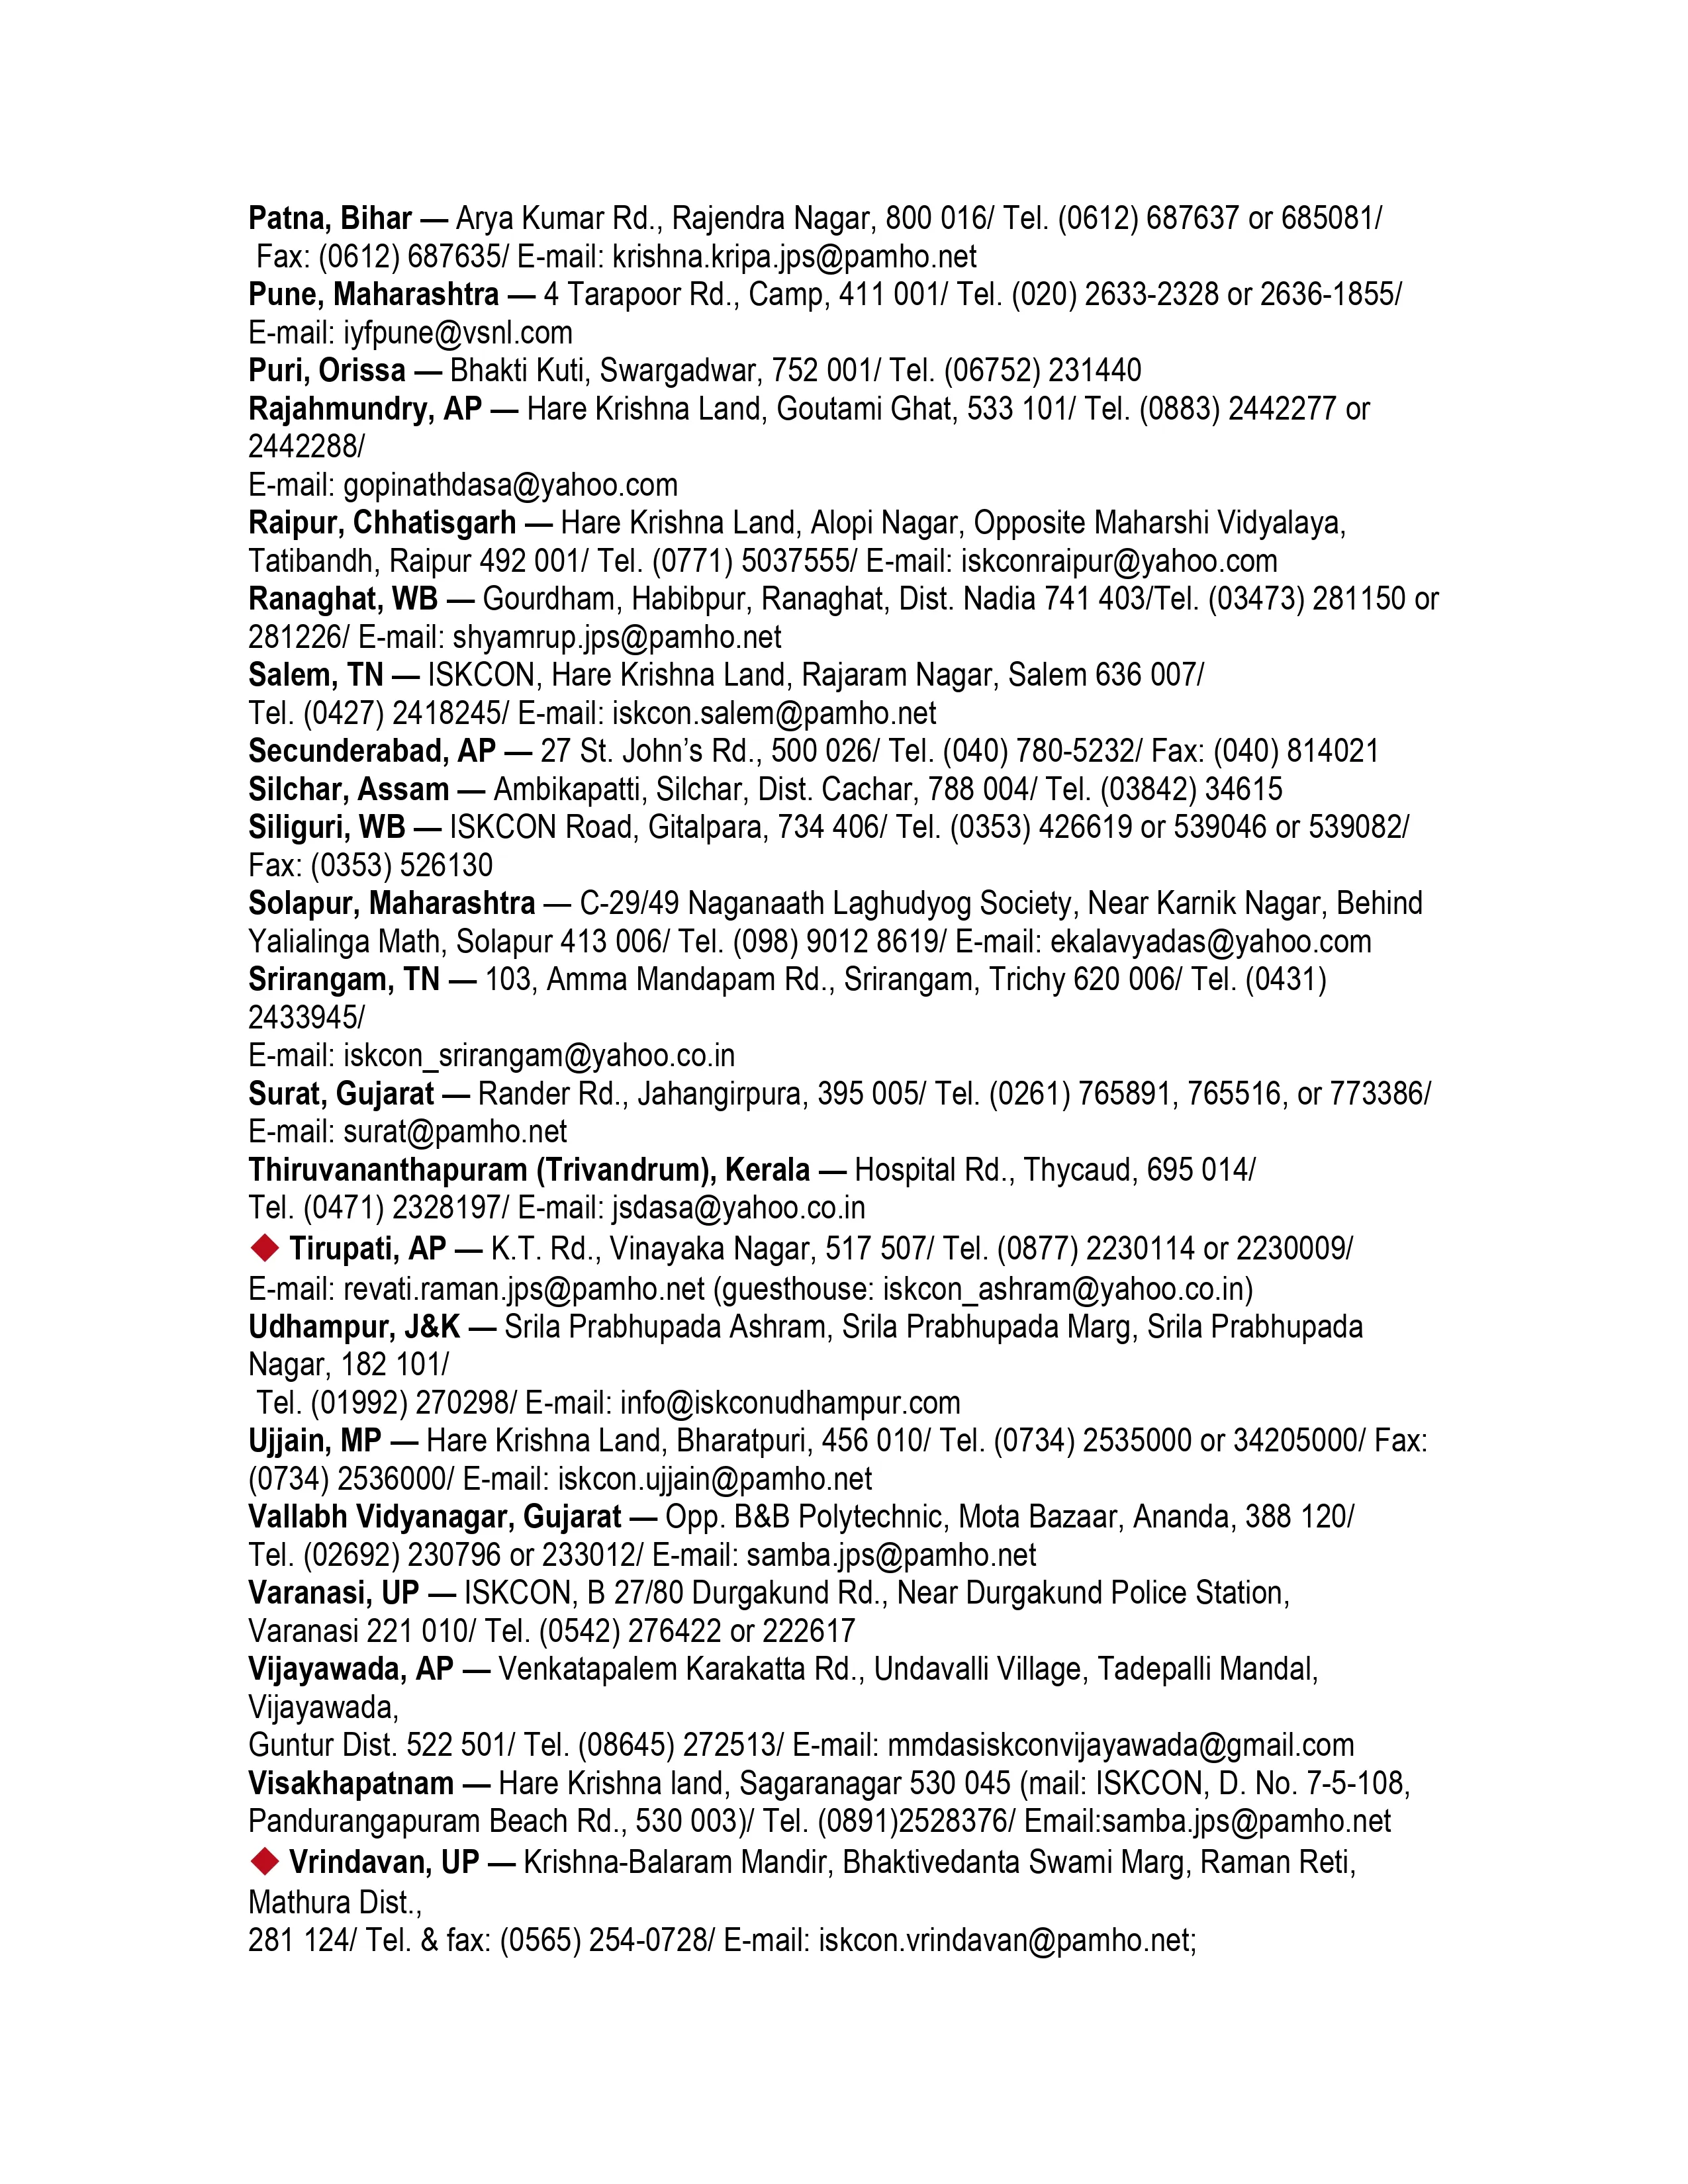 Patna, Bihar — Arya Kumar Rd., Rajendra Nagar, 800 016/ Tel. (0612) 687637 or 685081/
Fax: (0612) 687635/ E-mail: krishna.kripa.jps@pamho.net
Pune, Maharashtra — 4 Tarapoor Rd., Camp, 411 001/ Tel. (020) 2633-2328 or 2636-1855/
E-mail: iyfpune@vsnl.com
Puri, Orissa — Bhakti Kuti, Swargadwar, 752 001/ Tel. (06752) 231440
Rajahmundry, AP — Hare Krishna Land, Goutami Ghat, 533 101/ Tel. (0883) 2442277 or
2442288/
E-mail: gopinathdasa@yahoo.com
Raipur, Chhatisgarh — Hare Krishna Land, Alopi Nagar, Opposite Maharshi Vidyalaya,
Tatibandh, Raipur 492 001/ Tel. (0771) 5037555/ E-mail: iskconraipur@yahoo.com
Ranaghat, WB — Gourdham, Habibpur, Ranaghat, Dist. Nadia 741 403/Tel. (03473) 281150 or
281226/ E-mail: shyamrup.jps@pamho.net
Salem, TN — ISKCON, Hare Krishna Land, Rajaram Nagar, Salem 636 007/
Tel. (0427) 2418245/ E-mail: iskcon.salem@pamho.net
Secunderabad, AP — 27 St. John’s Rd., 500 026/ Tel. (040) 780-5232/ Fax: (040) 814021
Silchar, Assam — Ambikapatti, Silchar, Dist. Cachar, 788 004/ Tel. (03842) 34615
Siliguri, WB — ISKCON Road, Gitalpara, 734 406/ Tel. (0353) 426619 or 539046 or 539082/
Fax: (0353) 526130
Solapur, Maharashtra — C-29/49 Naganaath Laghudyog Society, Near Karnik Nagar, Behind
Yalialinga Math, Solapur 413 006/ Tel. (098) 9012 8619/ E-mail: ekalavyadas@yahoo.com
Srirangam, TN — 103, Amma Mandapam Rd., Srirangam, Trichy 620 006/ Tel. (0431)
2433945/
E-mail: iskcon_srirangam@yahoo.co.in
Surat, Gujarat — Rander Rd., Jahangirpura, 395 005/ Tel. (0261) 765891, 765516, or 773386/
E-mail: surat@pamho.net
Thiruvananthapuram (Trivandrum), Kerala — Hospital Rd., Thycaud, 695 014/
Tel. (0471) 2328197/ E-mail: jsdasa@yahoo.co.in
◆ Tirupati, AP — K.T. Rd., Vinayaka Nagar, 517 507/ Tel. (0877) 2230114 or 2230009/
E-mail: revati.raman.jps@pamho.net (guesthouse: iskcon_ashram@yahoo.co.in)
Udhampur, J&K — Srila Prabhupada Ashram, Srila Prabhupada Marg, Srila Prabhupada
Nagar, 182 101/
Tel. (01992) 270298/ E-mail: info@iskconudhampur.com
Ujjain, MP — Hare Krishna Land, Bharatpuri, 456 010/ Tel. (0734) 2535000 or 34205000/ Fax:
(0734) 2536000/ E-mail: iskcon.ujjain@pamho.net
Vallabh Vidyanagar, Gujarat — Opp. B&B Polytechnic, Mota Bazaar, Ananda, 388 120/
Tel. (02692) 230796 or 233012/ E-mail: samba.jps@pamho.net
Varanasi, UP — ISKCON, B 27/80 Durgakund Rd., Near Durgakund Police Station,
Varanasi 221 010/ Tel. (0542) 276422 or 222617
Vijayawada, AP — Venkatapalem Karakatta Rd., Undavalli Village, Tadepalli Mandal,
Vijayawada,
Guntur Dist. 522 501/ Tel. (08645) 272513/ E-mail: mmdasiskconvijayawada@gmail.com
Visakhapatnam — Hare Krishna land, Sagaranagar 530 045 (mail: ISKCON, D. No. 7-5-108,
Pandurangapuram Beach Rd., 530 003)/ Tel. (0891)2528376/ Email:samba.jps@pamho.net
◆ Vrindavan, UP — Krishna-Balaram Mandir, Bhaktivedanta Swami Marg, Raman Reti,
Mathura Dist.,
281 124/ Tel. & fax: (0565) 254-0728/ E-mail: iskcon.vrindavan@pamho.net;